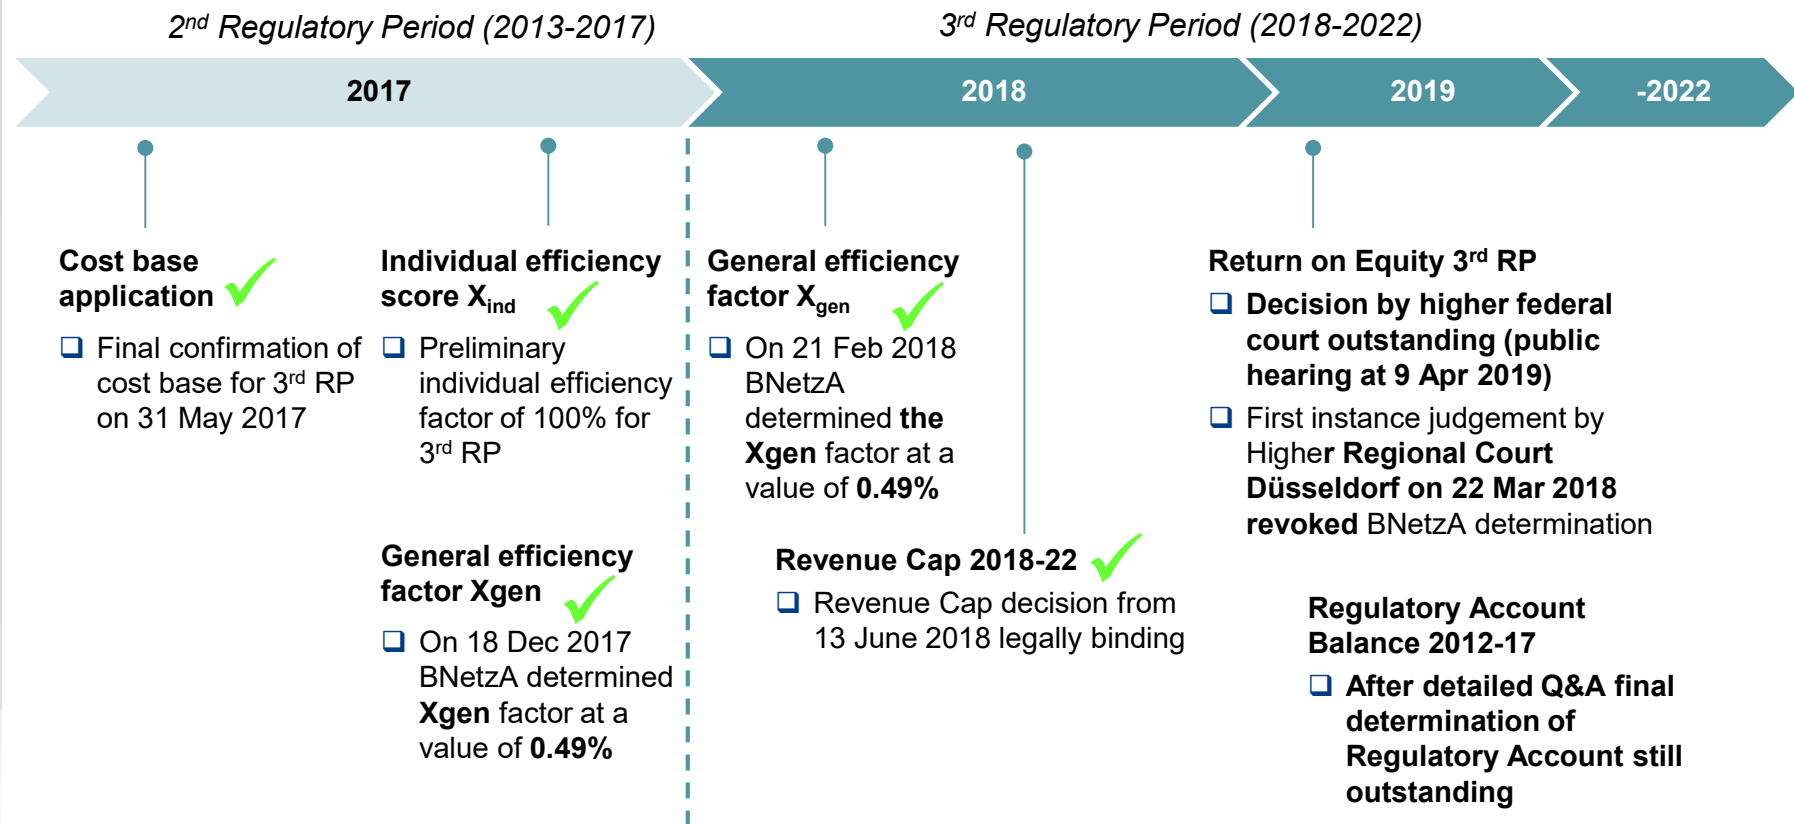 2nd Regulatory Period (2013-2017)
3rd Regulatory Period (2018-2022)
2017
2018
2019
-2022
Cost base
application
Final confirmation of
cost base for 3rd RP
on 31 May 2017
Individual efficiency
score Xind
Preliminary
individual efficiency
factor of 100% for
3rd RP
General efficiency
factor Xgen
On 18 Dec 2017
BNetzA determined
Xgen factor at a
value of 0.49%
General efficiency
factor Xgen
On 21 Feb 2018
BNetzA
determined the
Xgen factor at a
value of 0.49%
Revenue Cap 2018-22
Revenue Cap decision from
13 June 2018 legally binding
Return on Equity 3rd RP
Decision by higher federal
court outstanding (public
hearing at 9 Apr 2019)
First instance judgement by
Higher Regional Court
Düsseldorf on 22 Mar 2018
revoked BNetzA determination
Regulatory Account
Balance 2012-17
After detailed Q&A final
determination of
Regulatory Account still
outstanding